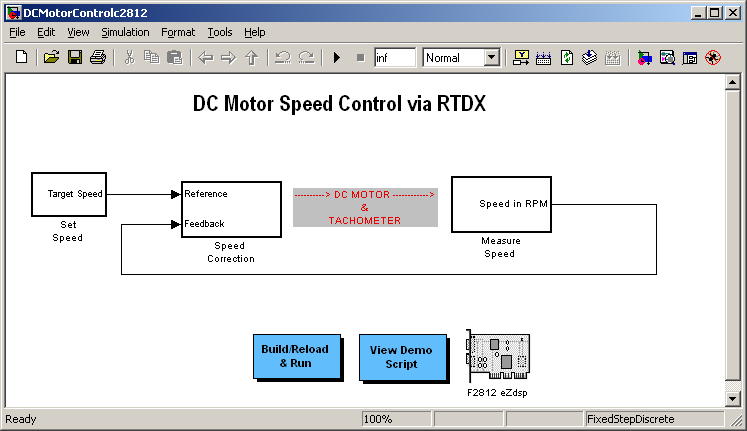 DCMotorControlc2812
File Edit View Simulation Format Tools Help
inf Normal
DC Motor Speed Control via RTDX
Target Speed
Set
Speed
Reference
Feedback
Speed
Correction
----------> DC MOTOR ---------->
&
TACHOMETER
Speed in RPM
Measure
Speed
Build/Reload
& Run
View Demo
Script
F2812 eZdsp
Ready 100% FixedStepDiscrete